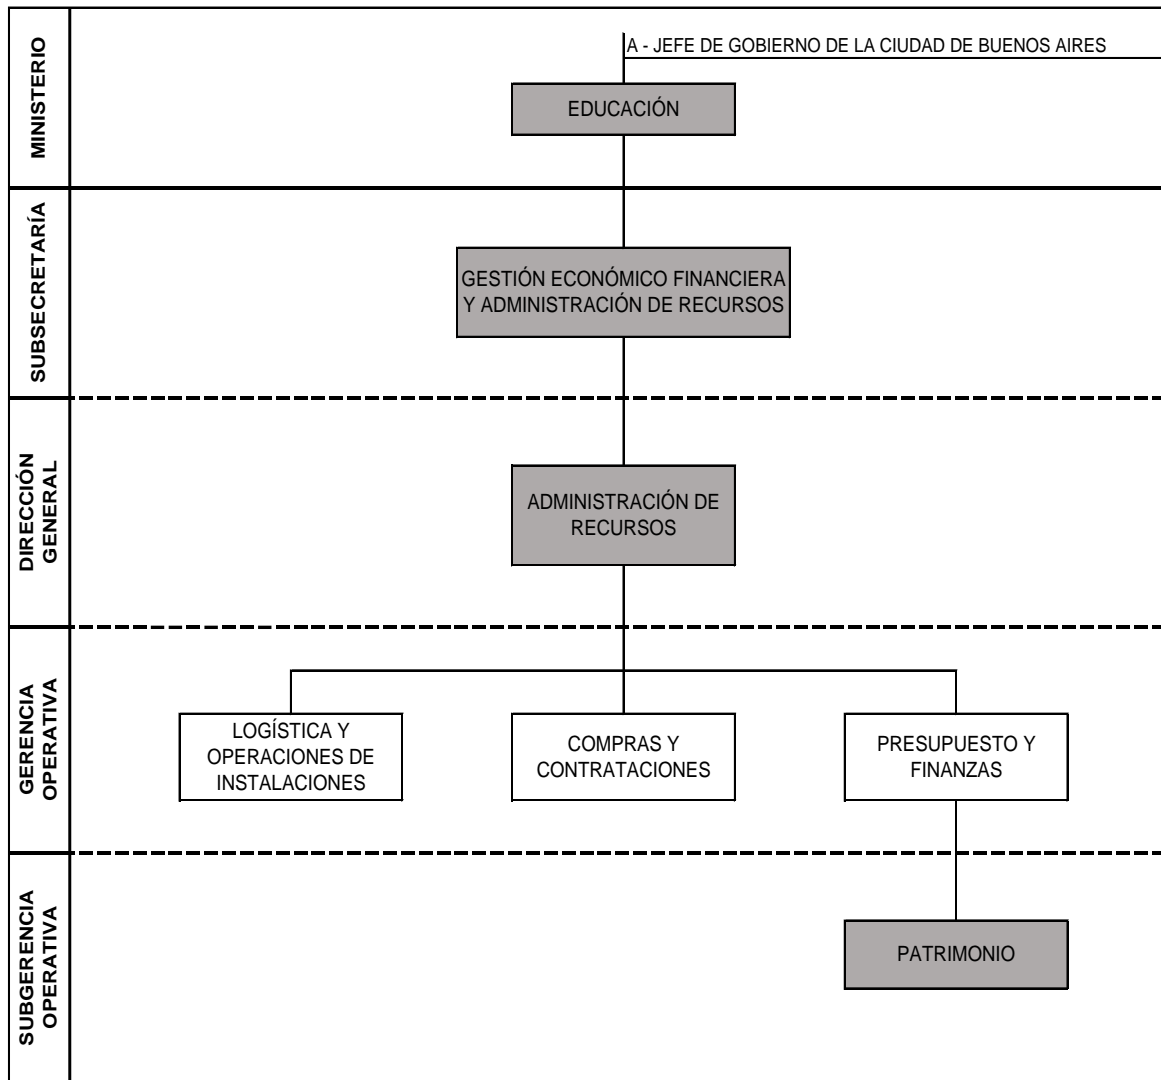 MINISTERIO
A - JEFE DE GOBIERNO DE LA CIUDAD DE BUENOS AIRES
EDUCACIÓN
SUBSECRETARÍA
GESTIÓN ECONÓMICO FINANCIERA
Y ADMINISTRACIÓN DE RECURSOS
DIRECCIÓN
GENERAL
ADMINISTRACIÓN DE
RECURSOS
GERENCIA
OPERATIVA
LOGÍSTICA Y
OPERACIONES DE
INSTALACIONES
COMPRAS Y
CONTRATACIONES
PRESUPUESTO Y
FINANZAS
SUBGERENCIA
OPERATIVA
PATRIMONIO